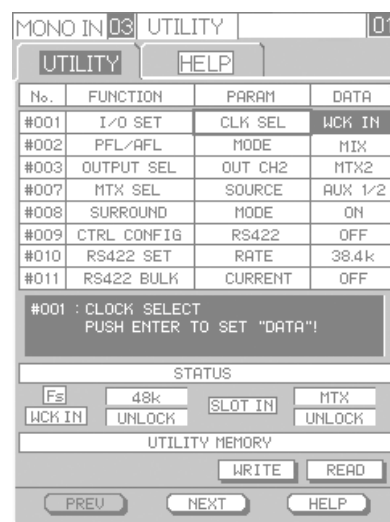 MONO IN 03 UTILITY 01
UTILITY HELP
No. FUNCTION PARAM DATA
#001 I/O SET CLK SEL WCK IN
#002 PFL/AFL MODE MIX
#003 OUTPUT SEL OUT CH2 MTX2
#007 MTX SEL SOURCE AUX 1/2
#008 SURROUND MODE ON
#009 CTRL CONFIG RS422 OFF
#010 RS422 SET RATE 38.4k
#011 RS422 BULK CURRENT OFF
#001 : CLOCK SELECT
PUSH ENTER TO SET "DATA"!
STATUS
Fs 48k SLOT IN MTX
WCK IN UNLOCK UNLOCK
UTILITY MEMORY
WRITE READ
PREV NEXT HELP